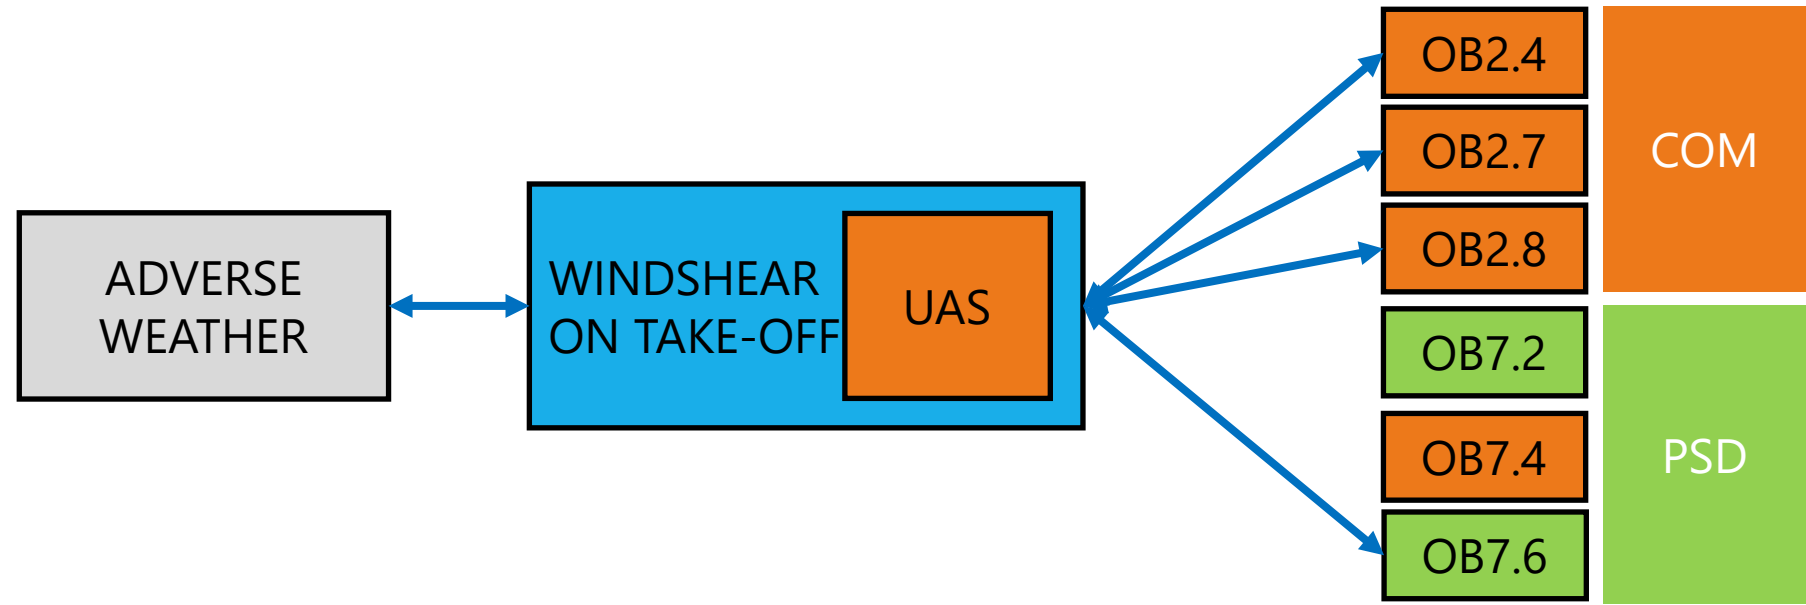 ADVERSE
WEATHER
WINDSHEAR
ON TAKE-OFF
UAS
OB2.4
OB2.7
OB2.8
OB7.2
OB7.4
OB7.6
COM
PSD